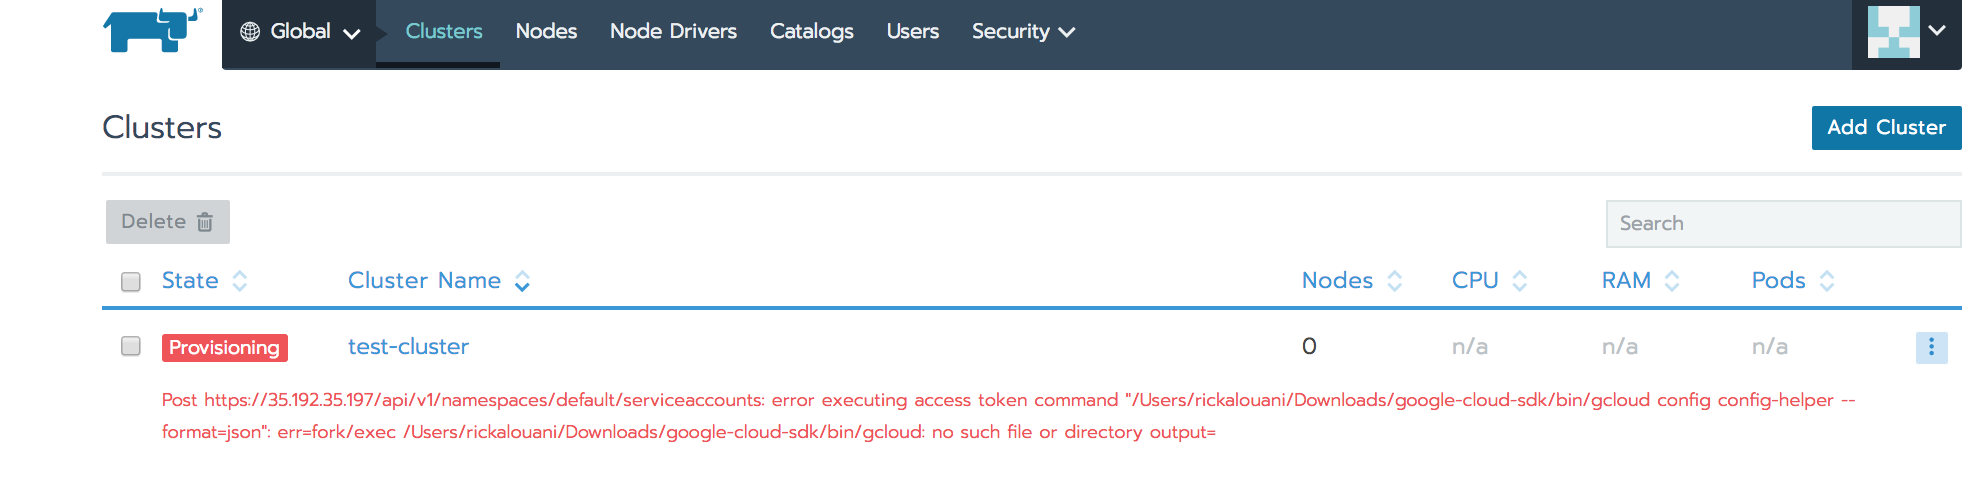 Global Clusters Nodes Node Drivers Catalogs Users Security
Clusters
Add Cluster
Delete
Search
State Cluster Name Nodes CPU RAM Pods
Provisioning test-cluster 0 n/a n/a n/a
Post https://35.192.35.197/api/v1/namespaces/default/serviceaccounts: error executing access token command "/Users/rickalouani/Downloads/google-cloud-sdk/bin/gcloud config config-helper --
format=json": err=fork/exec /Users/rickalouani/Downloads/google-cloud-sdk/bin/gcloud: no such file or directory output=